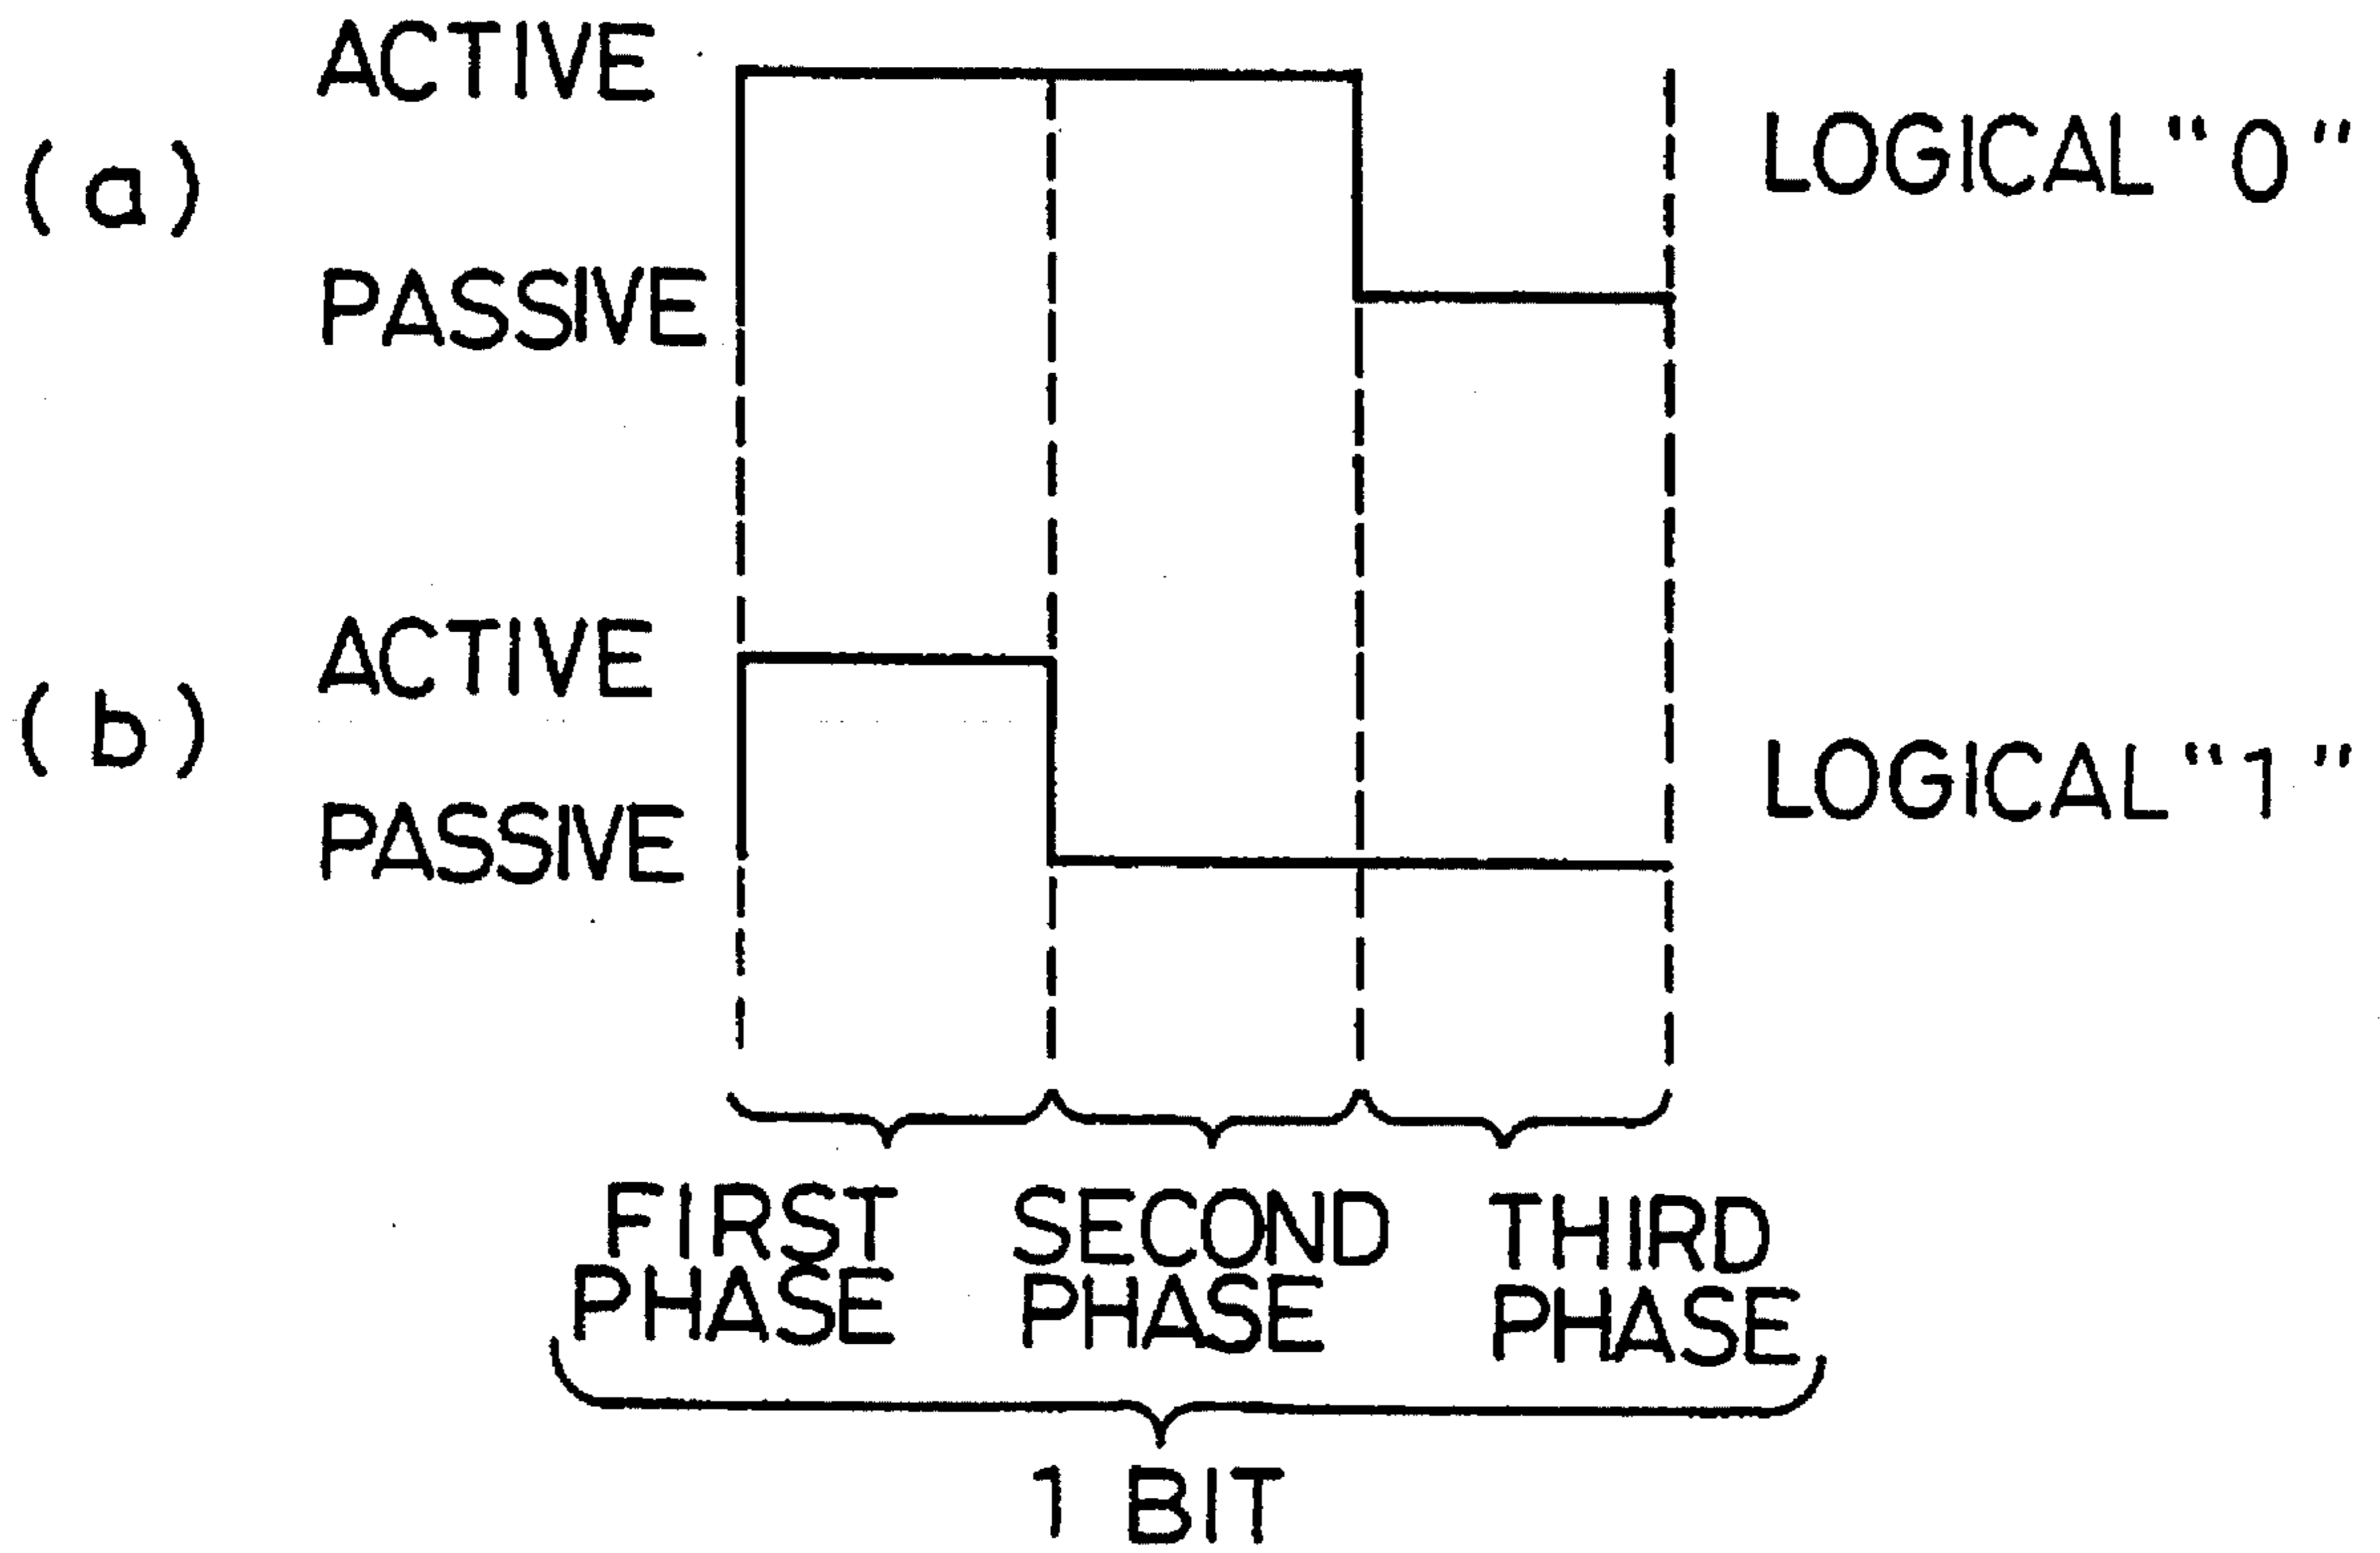 ACTIVE
(a)
PASSIVE
LOGICAL "0"
ACTIVE
(b)
PASSIVE
LOGICAL "1"
FIRST
PHASE
SECOND
PHASE
THIRD
PHASE
1 BIT